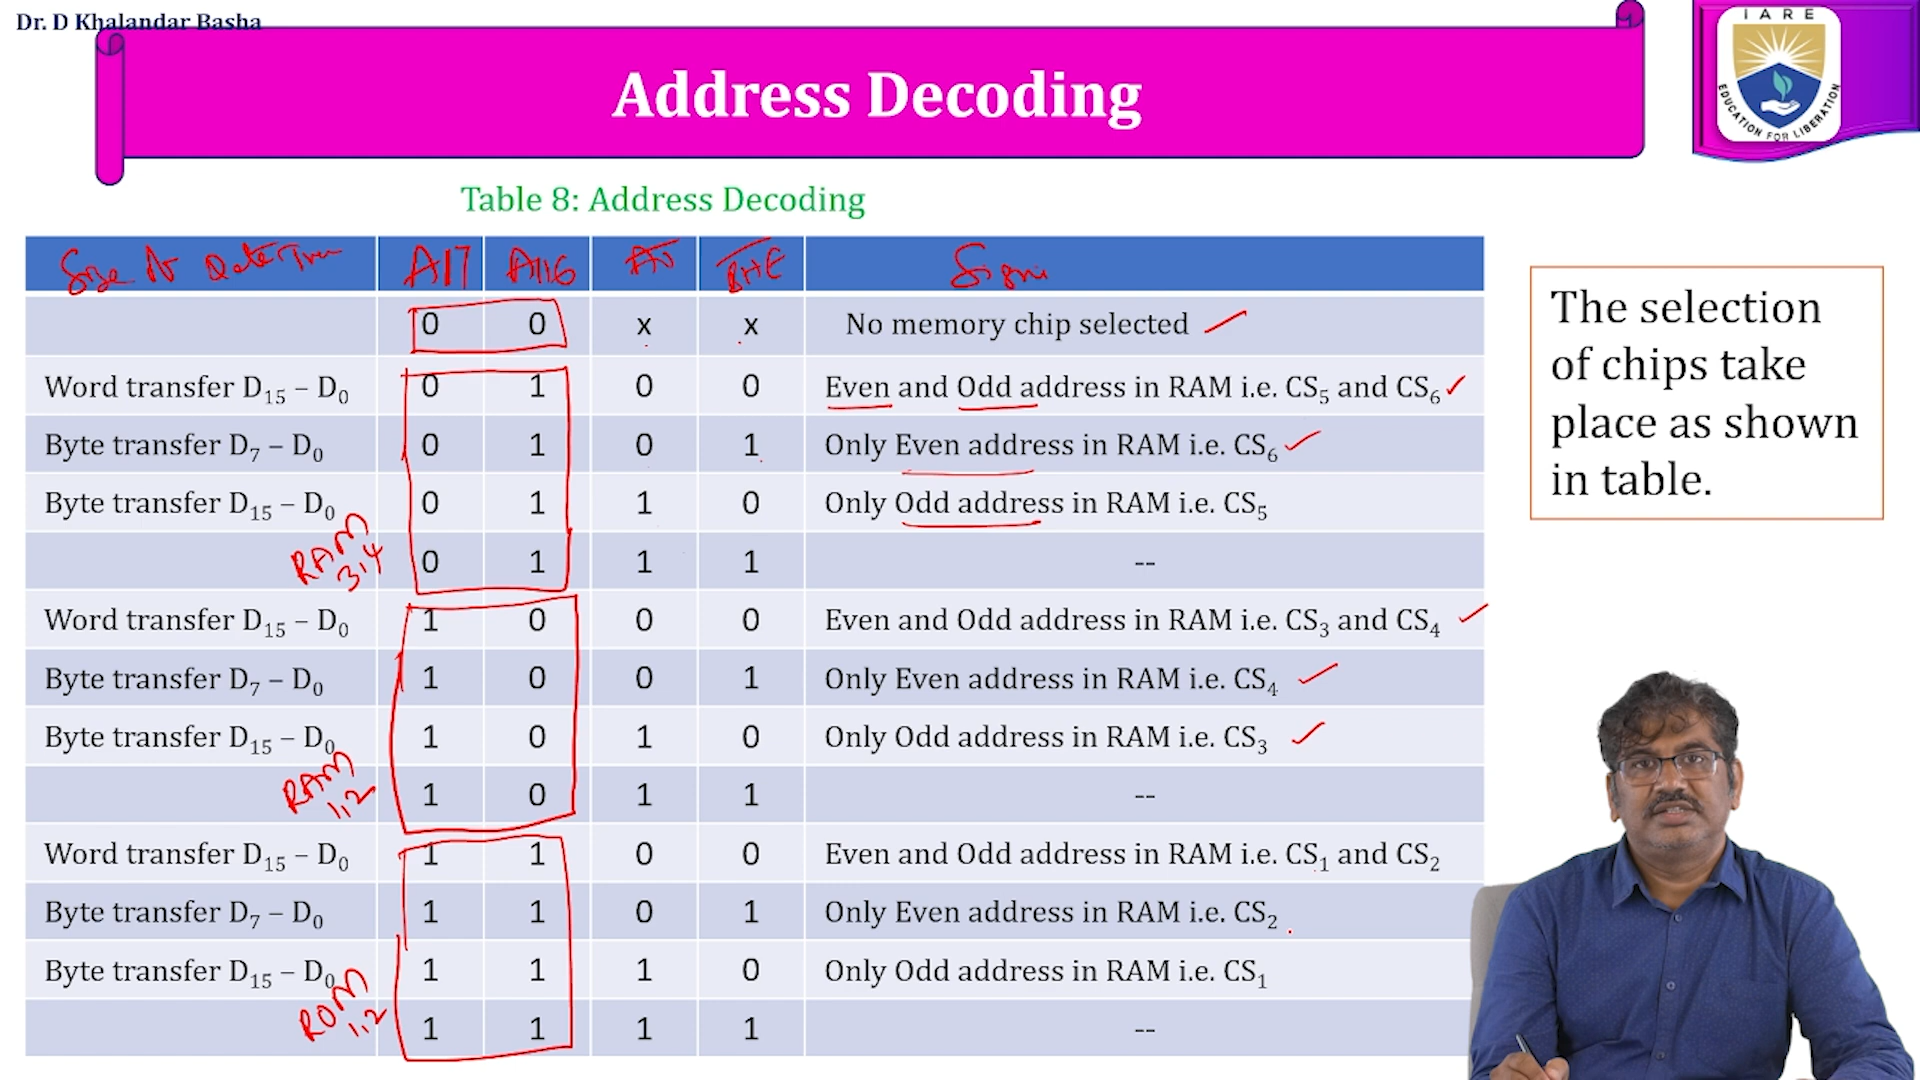 Dr. D Khalandar Basha
IARE
EDUCATION FOR LIBERATION
Address Decoding
Table 8: Address Decoding
A17 A16 A0 BHE
0 0 x x No memory chip selected
Word transfer D15 – D0 0 1 0 0 Even and Odd address in RAM i.e. CS5 and CS6
Byte transfer D7 – D0 0 1 0 1 Only Even address in RAM i.e. CS6
Byte transfer D15 – D0 0 1 1 0 Only Odd address in RAM i.e. CS5
RAM 3,4
0 1 1 1 --
Word transfer D15 – D0 1 0 0 0 Even and Odd address in RAM i.e. CS3 and CS4
Byte transfer D7 – D0 1 0 0 1 Only Even address in RAM i.e. CS4
Byte transfer D15 – D0 1 0 1 0 Only Odd address in RAM i.e. CS3
RAM 1,2
1 0 1 1 --
Word transfer D15 – D0 1 1 0 0 Even and Odd address in RAM i.e. CS1 and CS2
Byte transfer D7 – D0 1 1 0 1 Only Even address in RAM i.e. CS2
Byte transfer D15 – D0 1 1 1 0 Only Odd address in RAM i.e. CS1
ROM 1,2
1 1 1 1 --
The selection
of chips take
place as shown
in table.